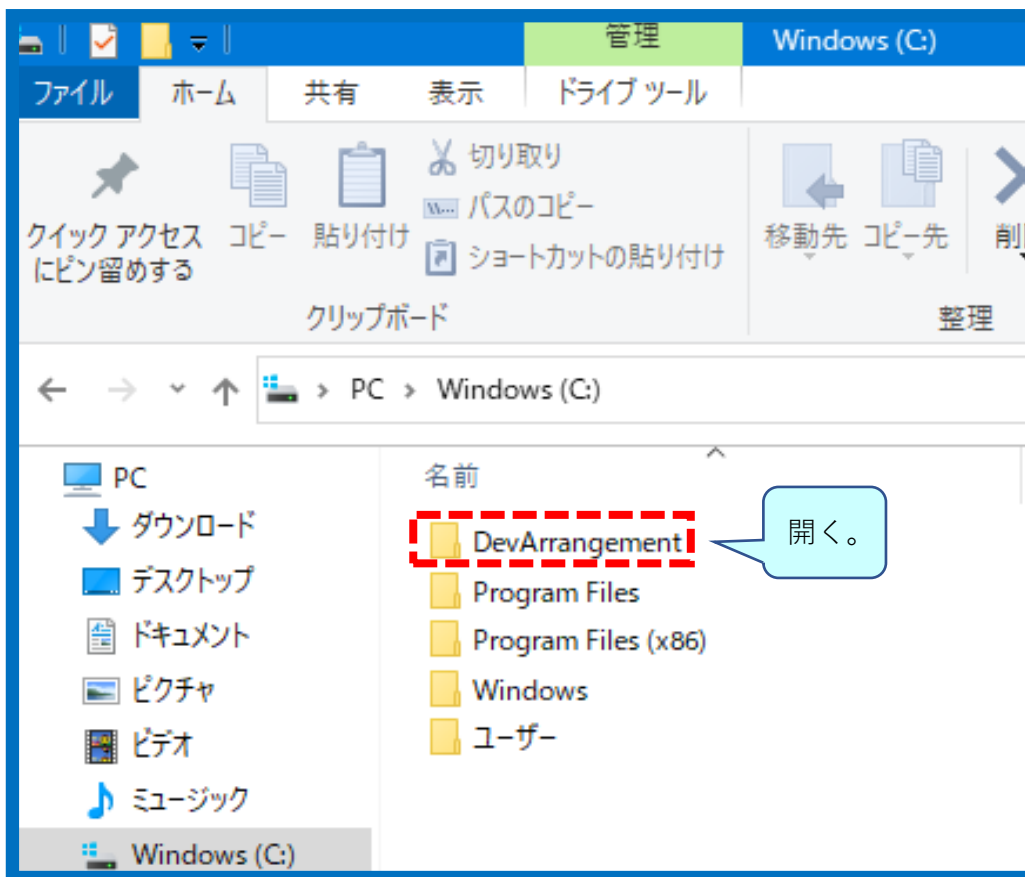 管理
Windows (C:)
ファイル
ホーム
共有
表示
ドライブ ツール
クイック アクセス
にピン留めする
コピー
貼り付け
切り取り
パスのコピー
ショートカットの貼り付け
移動先
コピー先
クリップボード
整理
PC
Windows (C:)
PC
ダウンロード
デスクトップ
ドキュメント
ピクチャ
ビデオ
ミュージック
Windows (C:)
名前
DevArrangement
開く。
Program Files
Program Files (x86)
Windows
ユーザー